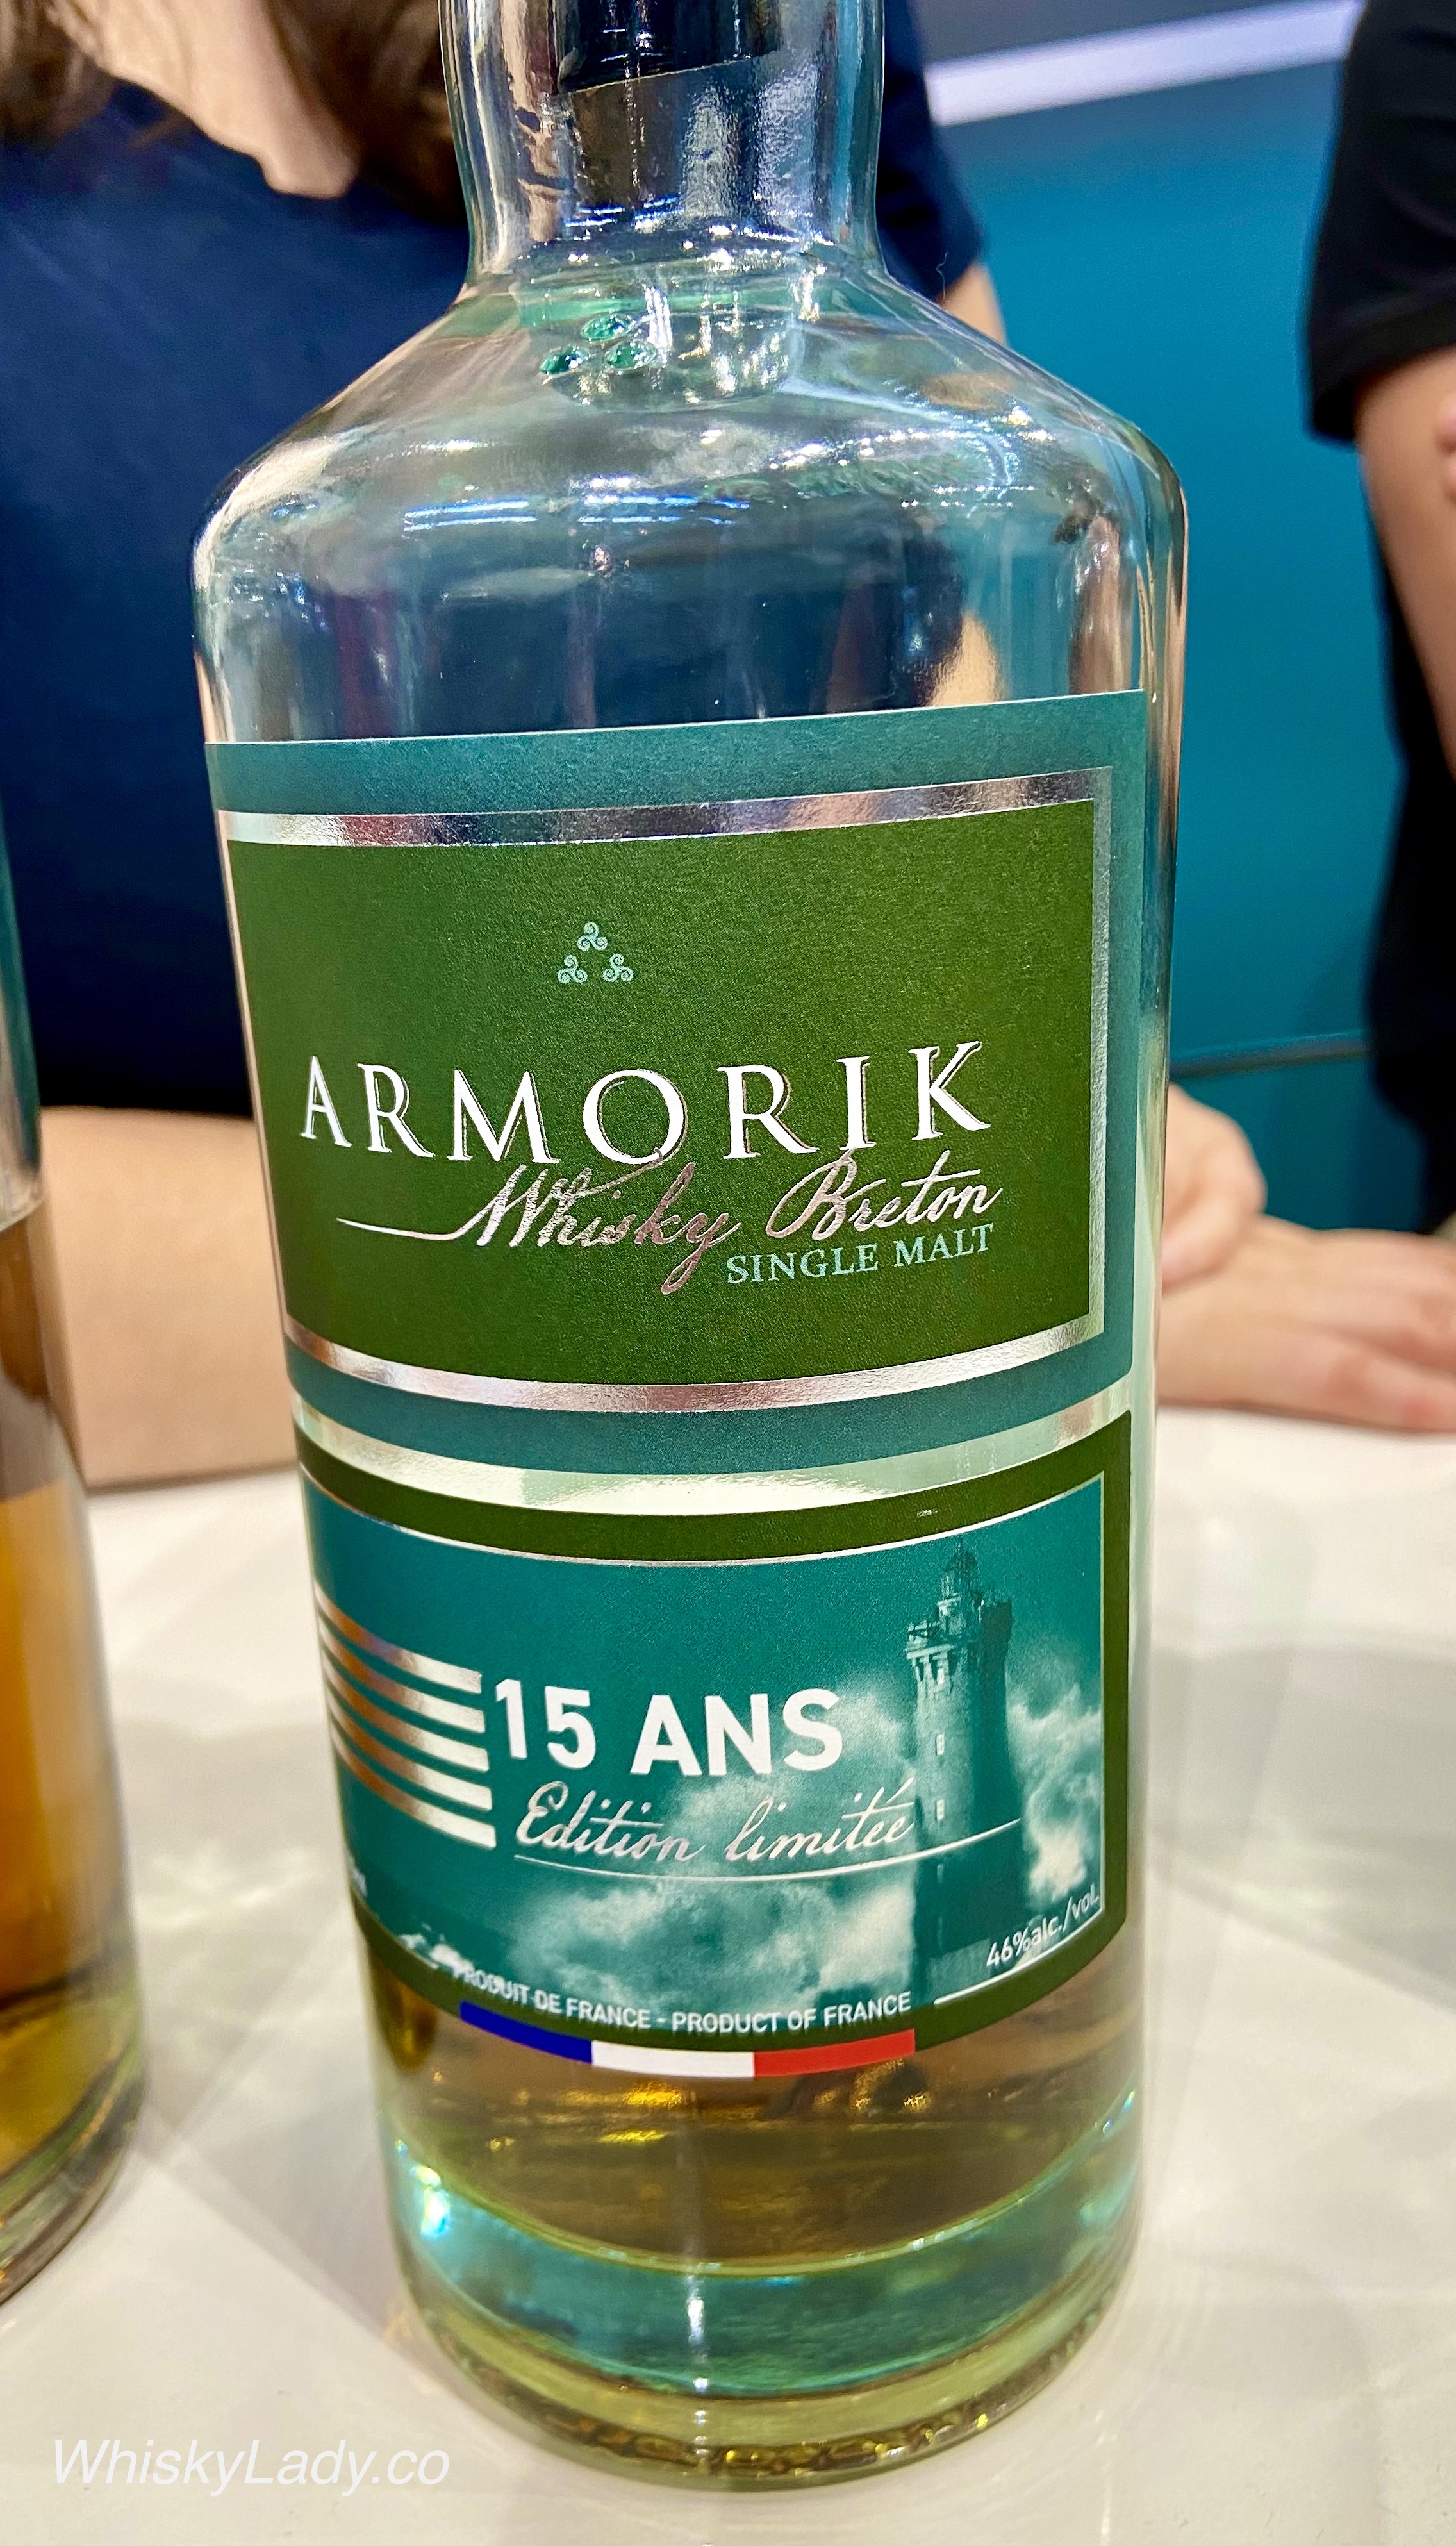 ARMORIK
Whisky Breton
SINGLE MALT
15 ANS
Edition limitée
46%alc./vol.
PRODUIT DE FRANCE - PRODUCT OF FRANCE
WhiskyLady.co